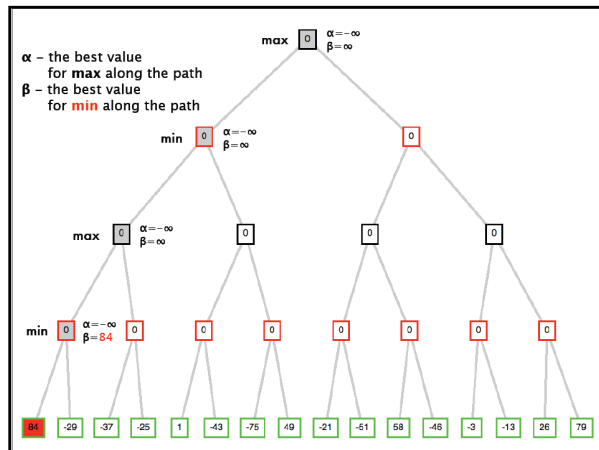 max 0 α=-∞
β=∞
α – the best value
for max along the path
β – the best value
for min along the path
min 0 α=-∞
β=∞
0
max 0 α=-∞
β=∞
0 0 0
min 0 α=-∞
β=84
0 0 0 0 0 0 0
84 -29 -37 -25 1 -43 -75 49 -21 -51 58 -46 -3 -13 26 79